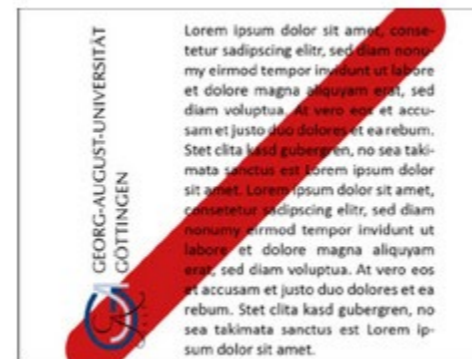 GEORG-AUGUST-UNIVERSITÄT
GÖTTINGEN
Lorem ipsum dolor sit amet, conse-
tetur sadipscing elitr, sed diam nonu-
my eirmod tempor invidunt ut labore
et dolore magna aliquyam erat, sed
diam voluptua. At vero eos et accu-
sam et justo duo dolores et ea rebum.
Stet clita kasd gubergren, no sea taki-
mata sanctus est Lorem ipsum dolor
sit amet. Lorem ipsum dolor sit amet,
consetetur sadipscing elitr, sed diam
nonumy eirmod tempor invidunt ut
labore et dolore magna aliquyam
erat, sed diam voluptua. At vero eos
et accusam et justo duo dolores et ea
rebum. Stet clita kasd gubergren, no
sea takimata sanctus est Lorem ip-
sum dolor sit amet.